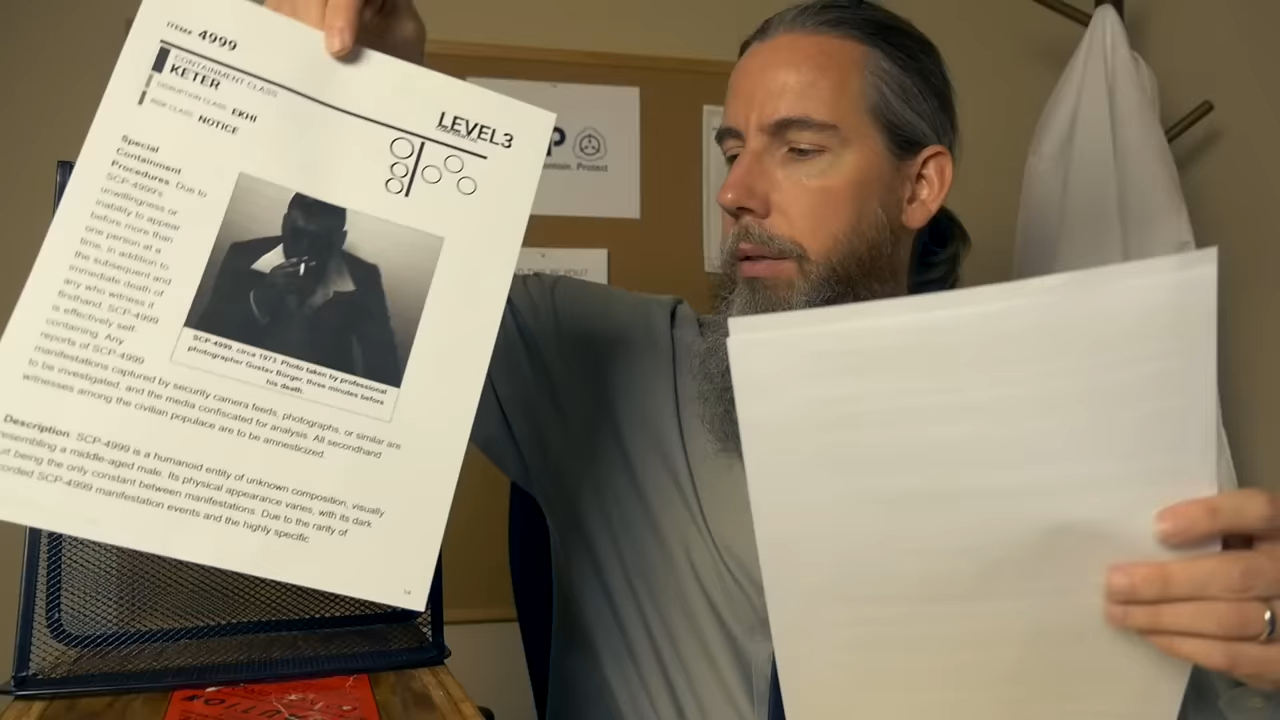 ITEM# 4999
CONTAINMENT CLASS
KETER
DISRUPTION CLASS EKHI
RISK CLASS NOTICE
LEVEL3
CONFIDENTIAL
Special
Containment
Procedures: Due to
SCP-4999's
unwillingness or
inability to appear
before more than
one person at a
time, in addition to
the subsequent and
immediate death of
any who witness it
firsthand, SCP-4999
is effectively self-
containing. Any
reports of SCP-4999
manifestations captured by security camera feeds, photographs, or similar are
to be investigated, and the media confiscated for analysis. All secondhand
witnesses among the civilian populace are to be amnesticized.
SCP-4999, circa 1973. Photo taken by professional
photographer Gustav Börger, three minutes before
his death.
Description: SCP-4999 is a humanoid entity of unknown composition, visually
resembling a middle-aged male. Its physical appearance varies, with its dark
suit being the only constant between manifestations. Due to the rarity of
recorded SCP-4999 manifestation events and the highly specific
P
Protect
BE YOU?